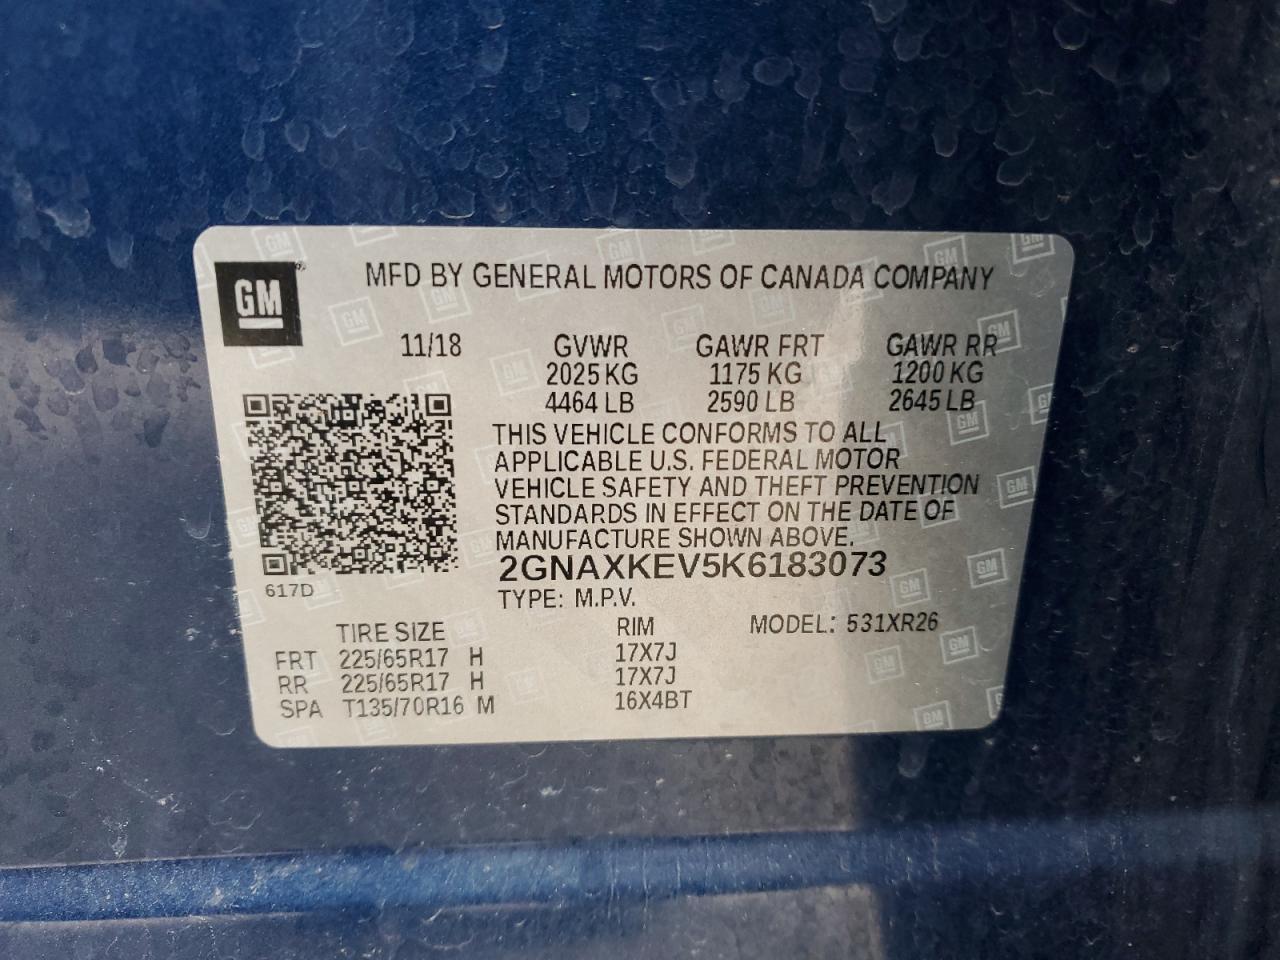 GM
MFD BY GENERAL MOTORS OF CANADA COMPANY
11/18 GVWR GAWR FRT GAWR RR
2025 KG 1175 KG 1200 KG
4464 LB 2590 LB 2645 LB
THIS VEHICLE CONFORMS TO ALL
APPLICABLE U.S. FEDERAL MOTOR
VEHICLE SAFETY AND THEFT PREVENTION
STANDARDS IN EFFECT ON THE DATE OF
MANUFACTURE SHOWN ABOVE.
2GNAXKEV5K6183073
617D
TYPE: M.P.V.
TIRE SIZE RIM MODEL: 531XR26
FRT 225/65R17 H 17X7J
RR 225/65R17 H 17X7J
SPA T135/70R16 M 16X4BT